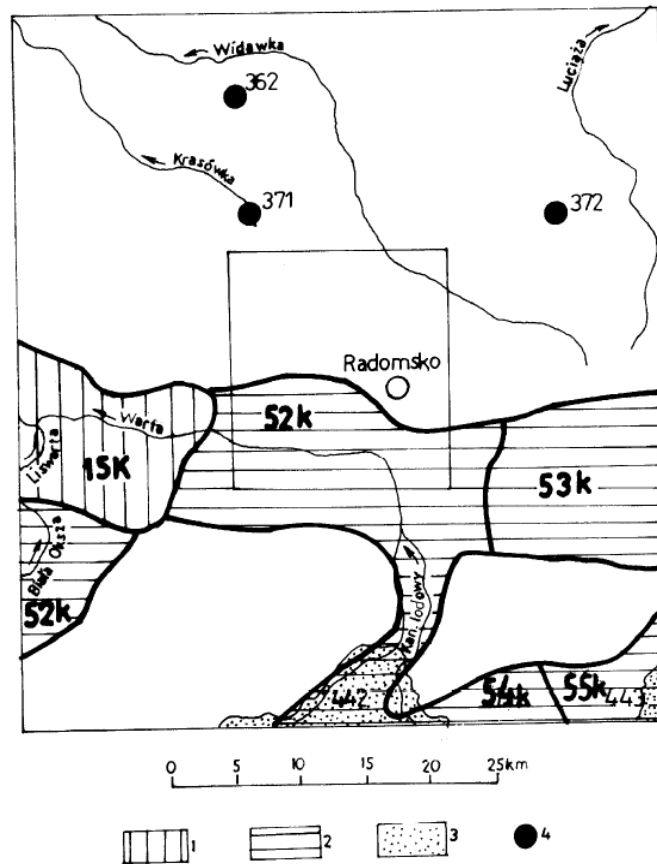 Widawka
Luciąża
362
Krasówka
371
372
Radomsko
Warta
52k
Liswarta
15K
53k
Biała Oksza
52k
Kan. lodowy
442
54k
55k
443
0 5 10 15 20 25km
1 2 3 4